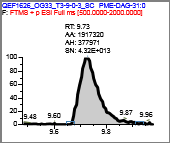 QEF1626_OG33_T3-9-0-3_SC PME-DAG-31:0
F: FTMS + p ESI Full ms [500.0000-2000.0000]
RT: 9.73
AA: 1917320
AH: 377971
SN: 4.32E+013
100
80
60
40
20
0
9.48 9.60 9.87 9.96
9.6 9.8